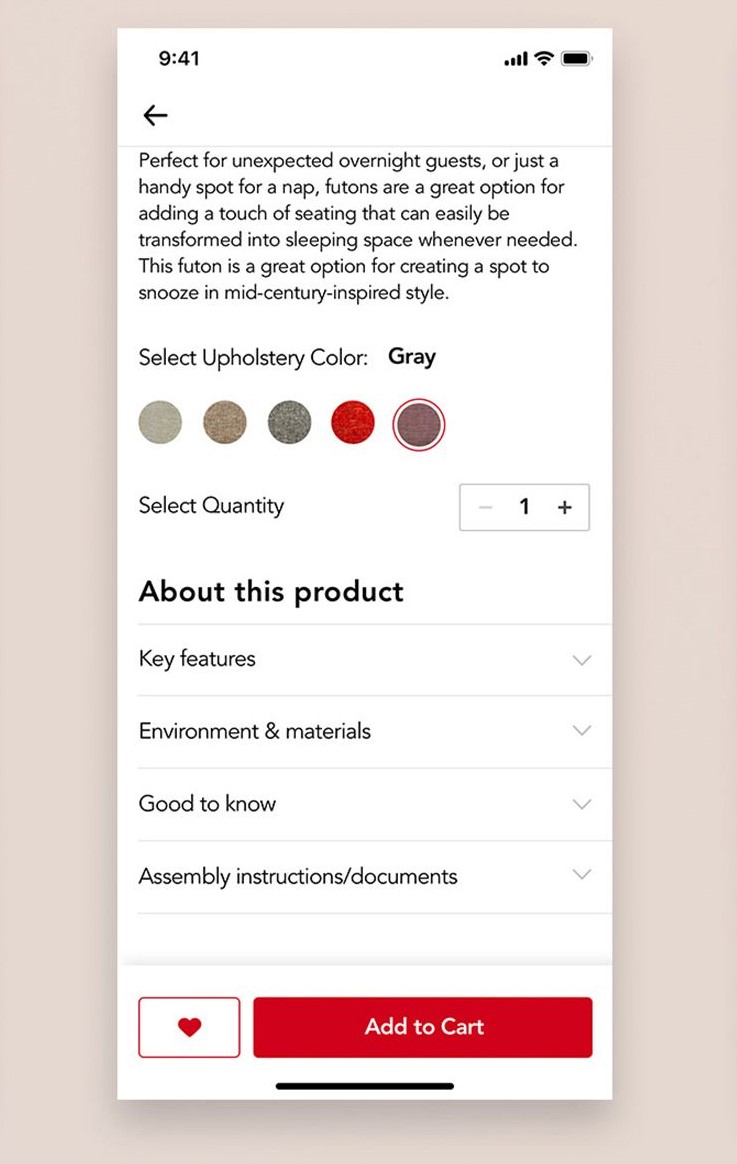 9:41
Perfect for unexpected overnight guests, or just a
handy spot for a nap, futons are a great option for
adding a touch of seating that can easily be
transformed into sleeping space whenever needed.
This futon is a great option for creating a spot to
snooze in mid-century-inspired style.
Select Upholstery Color: Gray
Select Quantity − 1 +
About this product
Key features
Environment & materials
Good to know
Assembly instructions/documents
Add to Cart